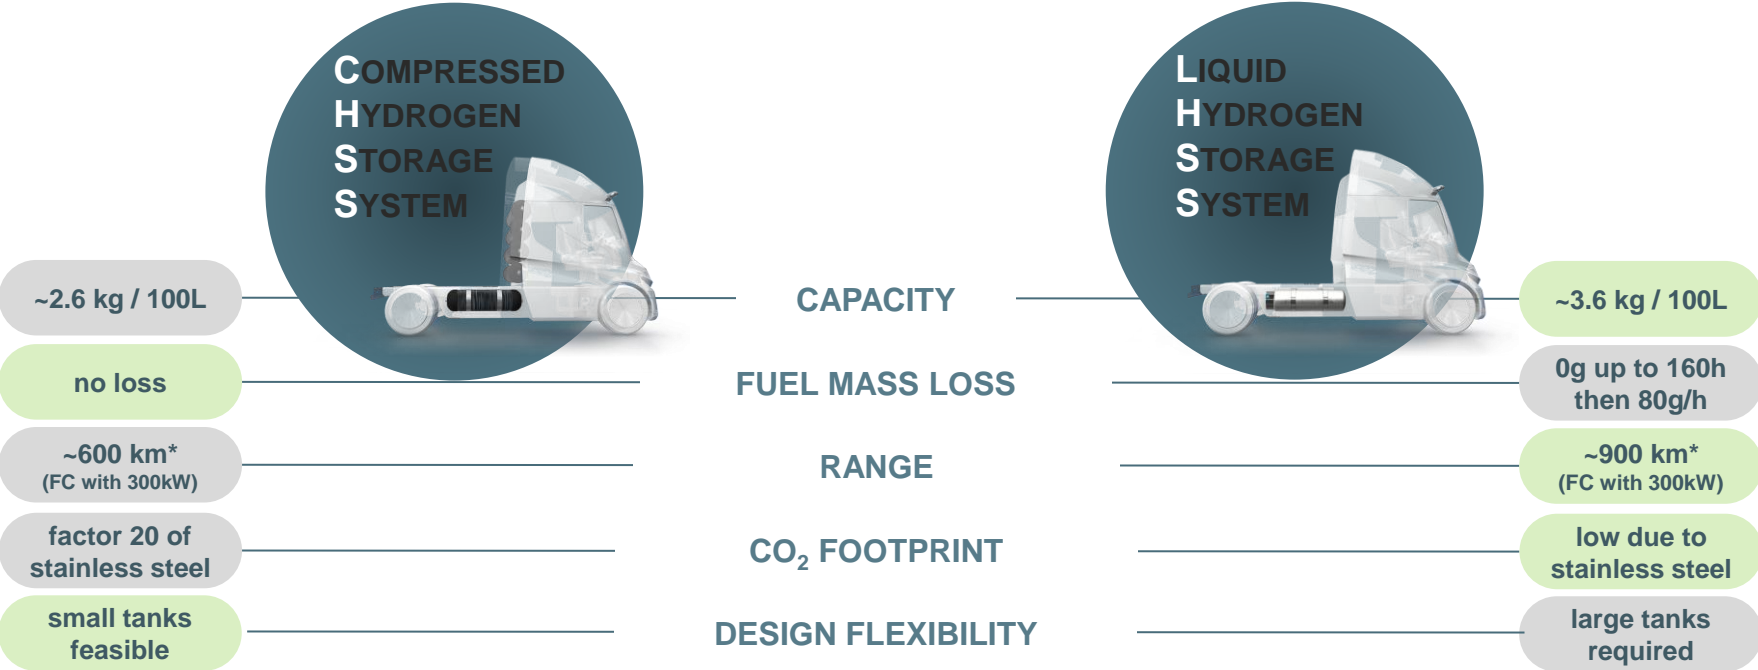 COMPRESSED
HYDROGEN
STORAGE
SYSTEM
LIQUID
HYDROGEN
STORAGE
SYSTEM
~2.6 kg / 100L
CAPACITY
~3.6 kg / 100L
no loss
FUEL MASS LOSS
0g up to 160h
then 80g/h
~600 km*
(FC with 300kW)
RANGE
~900 km*
(FC with 300kW)
factor 20 of
stainless steel
CO₂ FOOTPRINT
low due to
stainless steel
small tanks
feasible
DESIGN FLEXIBILITY
large tanks
required